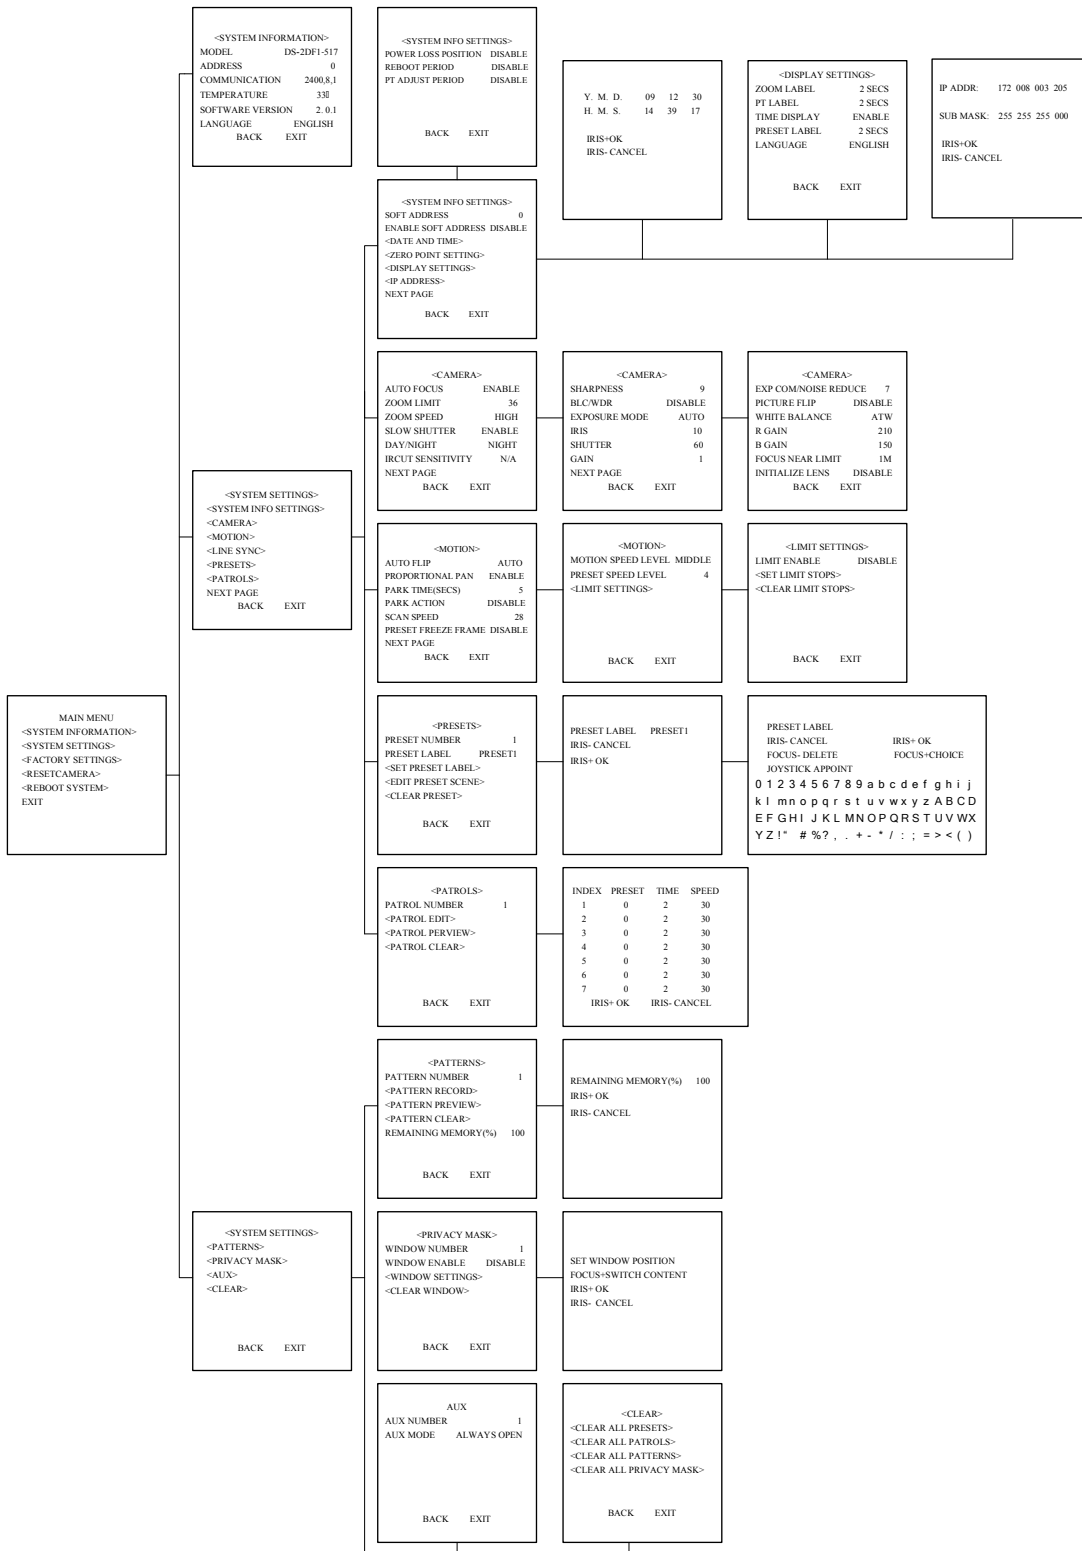 <SYSTEM INFORMATION>
MODEL DS-2DF1-517
ADDRESS 0
COMMUNICATION 2400,8,1
TEMPERATURE 33
SOFTWARE VERSION 2. 0.1
LANGUAGE ENGLISH
BACK EXIT
<SYSTEM INFO SETTINGS>
POWER LOSS POSITION DISABLE
REBOOT PERIOD DISABLE
PT ADJUST PERIOD DISABLE
BACK EXIT
Y. M. D. 09 12 30
H. M. S. 14 39 17
IRIS+OK
IRIS- CANCEL
<DISPLAY SETTINGS>
ZOOM LABEL 2 SECS
PT LABEL 2 SECS
TIME DISPLAY ENABLE
PRESET LABEL 2 SECS
LANGUAGE ENGLISH
BACK EXIT
IP ADDR: 172 008 003 205
SUB MASK: 255 255 255 000
IRIS+OK
IRIS- CANCEL
<SYSTEM INFO SETTINGS>
SOFT ADDRESS 0
ENABLE SOFT ADDRESS DISABLE
<DATE AND TIME>
<ZERO POINT SETTING>
<DISPLAY SETTINGS>
<IP ADDRESS>
NEXT PAGE
BACK EXIT
<CAMERA>
AUTO FOCUS ENABLE
ZOOM LIMIT 36
ZOOM SPEED HIGH
SLOW SHUTTER ENABLE
DAY/NIGHT NIGHT
IRCUT SENSITIVITY N/A
NEXT PAGE
BACK EXIT
<CAMERA>
SHARPNESS 9
BLC/WDR DISABLE
EXPOSURE MODE AUTO
IRIS 10
SHUTTER 60
GAIN 1
NEXT PAGE
BACK EXIT
<CAMERA>
EXP COM/NOISE REDUCE 7
PICTURE FLIP DISABLE
WHITE BALANCE ATW
R GAIN 210
B GAIN 150
FOCUS NEAR LIMIT 1M
INITIALIZE LENS DISABLE
BACK EXIT
<SYSTEM SETTINGS>
<SYSTEM INFO SETTINGS>
<CAMERA>
<MOTION>
<LINE SYNC>
<PRESETS>
<PATROLS>
NEXT PAGE
BACK EXIT
<MOTION>
AUTO FLIP AUTO
PROPORTIONAL PAN ENABLE
PARK TIME(SECS) 5
PARK ACTION DISABLE
SCAN SPEED 28
PRESET FREEZE FRAME DISABLE
NEXT PAGE
BACK EXIT
<MOTION>
MOTION SPEED LEVEL MIDDLE
PRESET SPEED LEVEL 4
<LIMIT SETTINGS>
BACK EXIT
<LIMIT SETTINGS>
LIMIT ENABLE DISABLE
<SET LIMIT STOPS>
<CLEAR LIMIT STOPS>
BACK EXIT
MAIN MENU
<SYSTEM INFORMATION>
<SYSTEM SETTINGS>
<FACTORY SETTINGS>
<RESETCAMERA>
<REBOOT SYSTEM>
EXIT
<PRESETS>
PRESET NUMBER 1
PRESET LABEL PRESET1
<SET PRESET LABEL>
<EDIT PRESET SCENE>
<CLEAR PRESET>
BACK EXIT
PRESET LABEL PRESET1
IRIS- CANCEL
IRIS+ OK
PRESET LABEL
IRIS- CANCEL IRIS+ OK
FOCUS- DELETE FOCUS+CHOICE
JOYSTICK APPOINT
0 1 2 3 4 5 6 7 8 9 a b c d e f g h i j
k l m n o p q r s t u v w x y z A B C D
E F G H I J K L M N O P Q R S T U V W X
Y Z ! " # % ? , . + - * / : ; = > < ( )
<PATROLS>
PATROL NUMBER 1
<PATROL EDIT>
<PATROL PERVIEW>
<PATROL CLEAR>
BACK EXIT
INDEX PRESET TIME SPEED
1 0 2 30
2 0 2 30
3 0 2 30
4 0 2 30
5 0 2 30
6 0 2 30
7 0 2 30
IRIS+ OK IRIS- CANCEL
<PATTERNS>
PATTERN NUMBER 1
<PATTERN RECORD>
<PATTERN PREVIEW>
<PATTERN CLEAR>
REMAINING MEMORY(%) 100
BACK EXIT
REMAINING MEMORY(%) 100
IRIS+ OK
IRIS- CANCEL
<SYSTEM SETTINGS>
<PATTERNS>
<PRIVACY MASK>
<AUX>
<CLEAR>
BACK EXIT
<PRIVACY MASK>
WINDOW NUMBER 1
WINDOW ENABLE DISABLE
<WINDOW SETTINGS>
<CLEAR WINDOW>
BACK EXIT
SET WINDOW POSITION
FOCUS+SWITCH CONTENT
IRIS+ OK
IRIS- CANCEL
AUX
AUX NUMBER 1
AUX MODE ALWAYS OPEN
BACK EXIT
<CLEAR>
<CLEAR ALL PRESETS>
<CLEAR ALL PATROLS>
<CLEAR ALL PATTERNS>
<CLEAR ALL PRIVACY MASK>
BACK EXIT